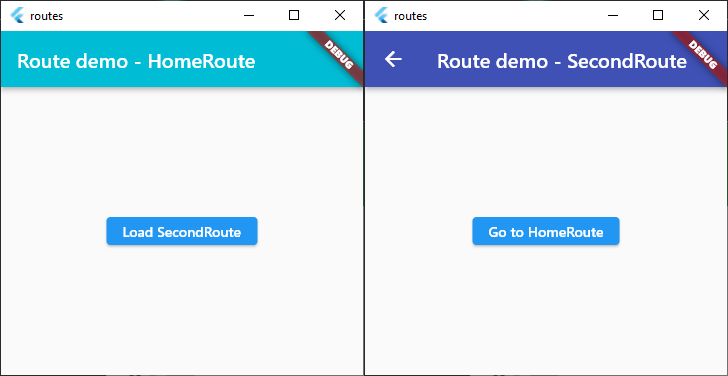 routes
Route demo - HomeRoute
DEBUG
Load SecondRoute
routes
Route demo - SecondRoute
DEBUG
Go to HomeRoute